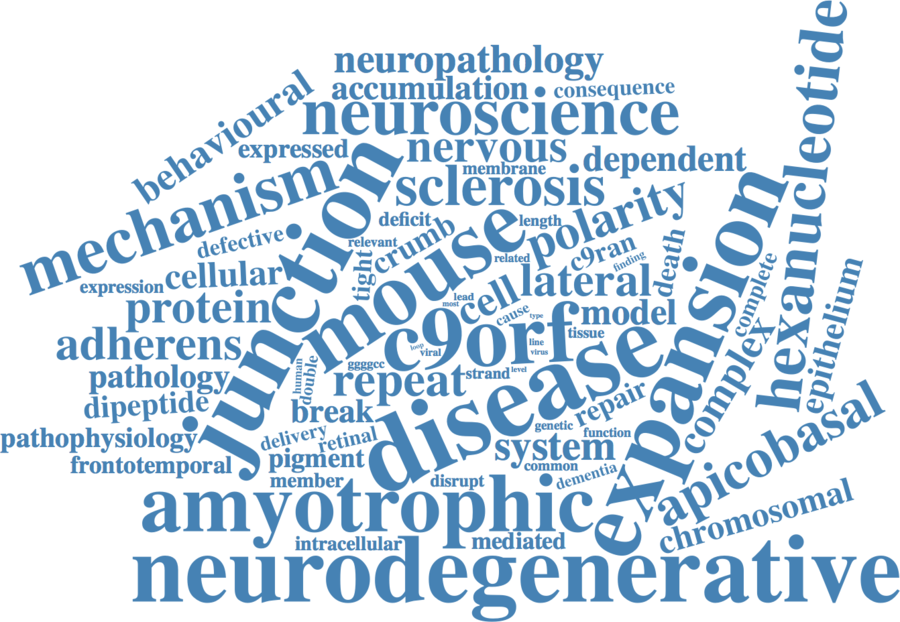 neuropathology
accumulation
consequence
neuroscience
behavioural
expressed
nervous
membrane
dependent
hexanucleotide
mechanism
junction
sclerosis
deficit
length
polarity
defective
relevant
crumb
mouse
related
c9ran
finding
death
expansion
expression
cellular
tight
lateral
complete
protein
lead
most
cell
cause
type
model
epithelium
adherens
c9orf
tissue
loop
viral
line
virus
complex
pathology
human
double
ggggcc
repeat
strand
level
disease
dipeptide
break
genetic
repair
apicobasal
pathophysiology
delivery
retinal
function
system
frontotemporal
pigment
common
dementia
member
disrupt
amyotrophic
chromosomal
intracellular
mediated
neurodegenerative